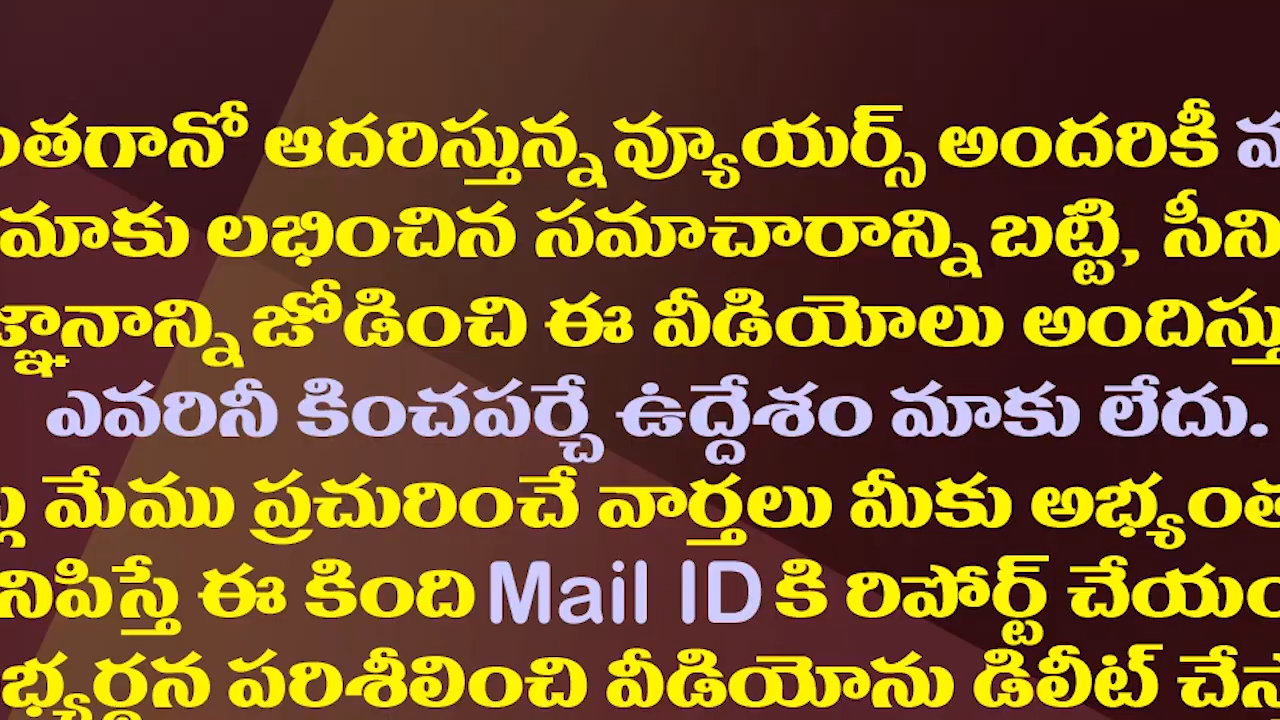 ంతగానో ఆదరిస్తున్న వ్యూయర్స్ అందరికీ
మాకు లభించిన సమాచారాన్ని బట్టి, సీని
జ్ఞానాన్ని జోడించి ఈ వీడియోలు అందిస్తు
ఎవరినీ కించపర్చే ఉద్దేశం మాకు లేదు.
మేము ప్రచురించే వార్తలు మీకు అభ్యంత
నిపిస్తే ఈ కింది Mail ID కి రిపోర్ట్ చేయం
భ్యర్థన పరిశీలించి వీడియోను డిలీట్ చేస